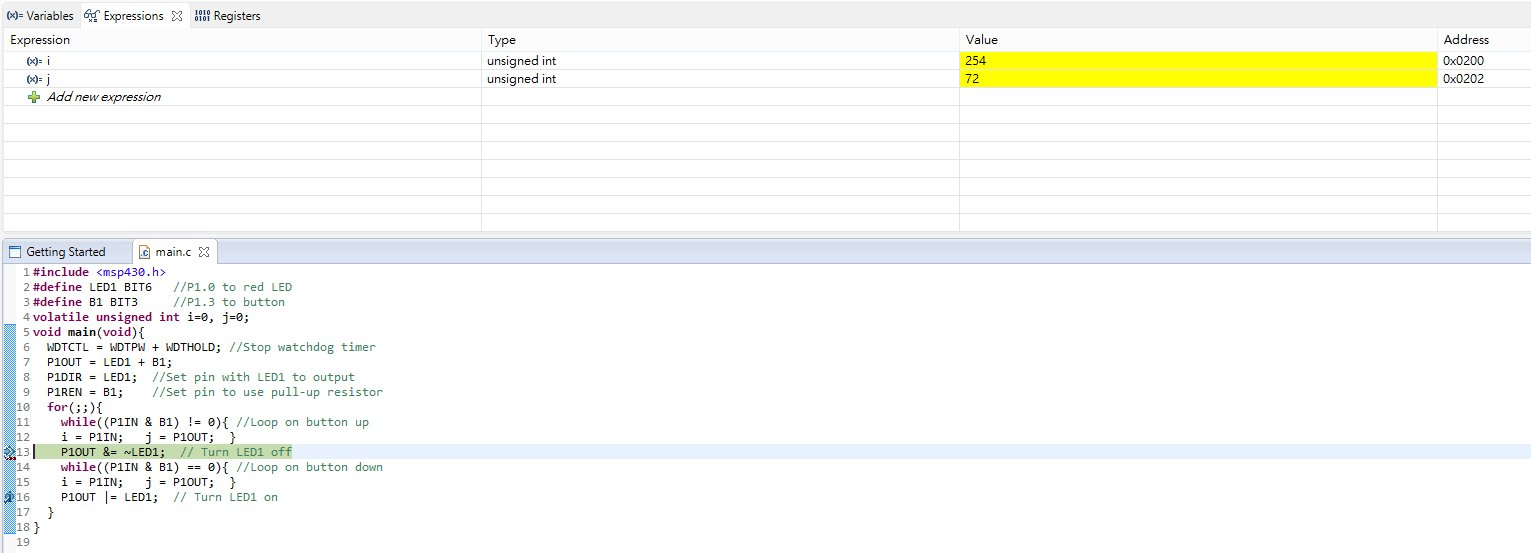 (x)= Variables Expressions Registers
Expression Type Value Address
(x)= i unsigned int 254 0x0200
(x)= j unsigned int 72 0x0202
Add new expression
Getting Started main.c
1 #include <msp430.h>
2 #define LED1 BIT6 //P1.0 to red LED
3 #define B1 BIT3 //P1.3 to button
4 volatile unsigned int i=0, j=0;
5 void main(void){
6 WDTCTL = WDTPW + WDTHOLD; //Stop watchdog timer
7 P1OUT = LED1 + B1;
8 P1DIR = LED1; //Set pin with LED1 to output
9 P1REN = B1; //Set pin to use pull-up resistor
10 for(;;){
11 while((P1IN & B1) != 0){ //Loop on button up
12 i = P1IN; j = P1OUT; }
13 P1OUT &= ~LED1; // Turn LED1 off
14 while((P1IN & B1) == 0){ //Loop on button down
15 i = P1IN; j = P1OUT; }
16 P1OUT |= LED1; // Turn LED1 on
17 }
18 }
19